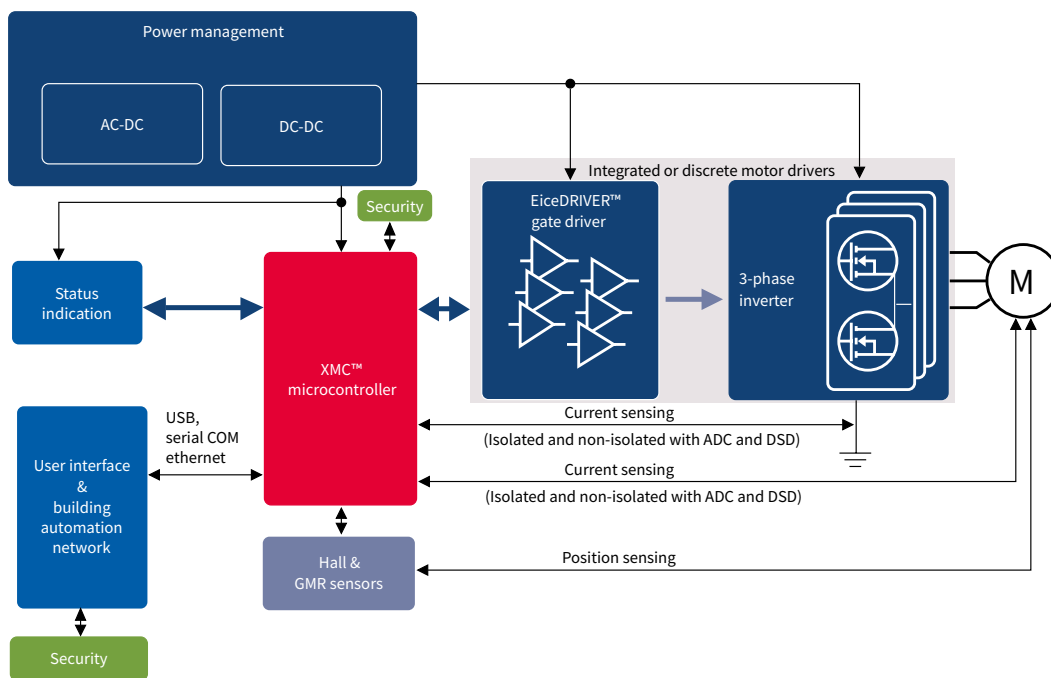 Power management
AC-DC
DC-DC
Integrated or discrete motor drivers
Security
EiceDRIVER™
gate driver
3-phase
inverter
M
Status
indication
XMC™
microcontroller
Current sensing
(Isolated and non-isolated with ADC and DSD)
USB,
serial COM
ethernet
User interface
&
building
automation
network
Current sensing
(Isolated and non-isolated with ADC and DSD)
Hall &
GMR sensors
Position sensing
Security